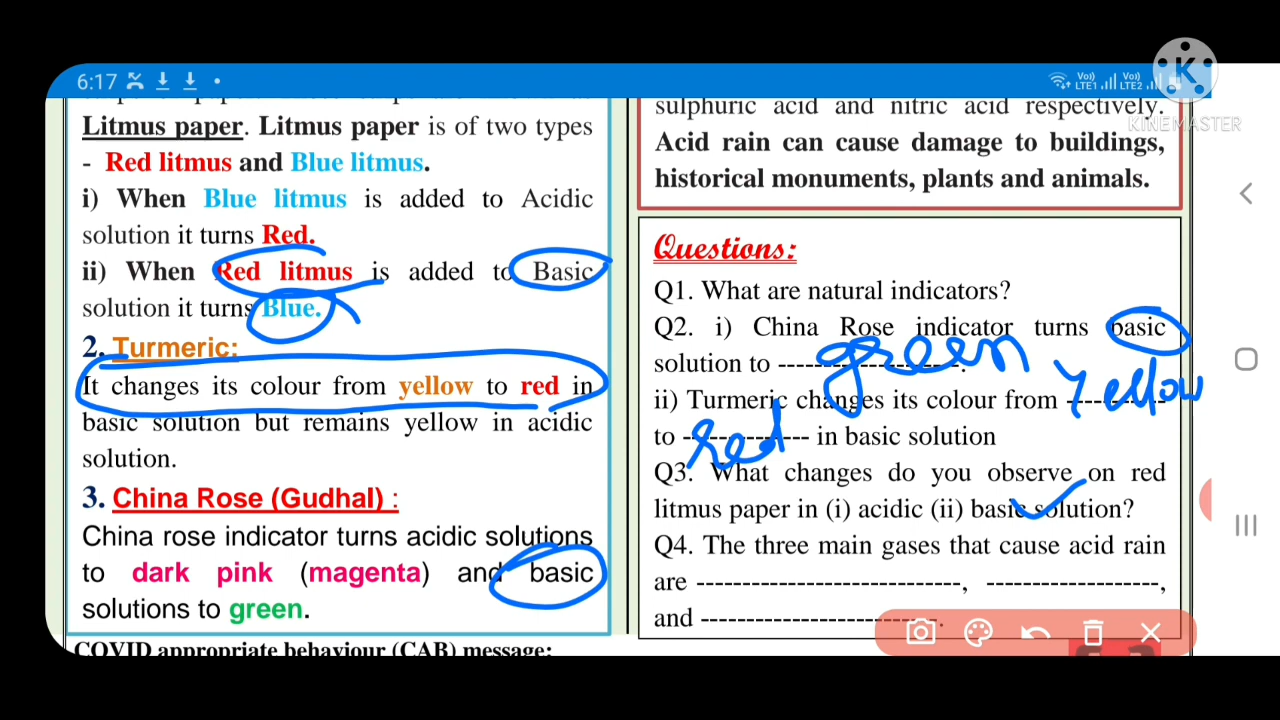 6:17
Vo) LTE1 Vo) LTE2
K
KINEMASTER
Litmus paper. Litmus paper is of two types
- Red litmus and Blue litmus.
i) When Blue litmus is added to Acidic
solution it turns Red.
ii) When Red litmus is added to Basic
solution it turns Blue.
2. Turmeric:
It changes its colour from yellow to red in
basic solution but remains yellow in acidic
solution.
3. China Rose (Gudhal) :
China rose indicator turns acidic solutions
to dark pink (magenta) and basic
solutions to green.
COVID appropriate behaviour (CAB) message:
sulphuric acid and nitric acid respectively.
Acid rain can cause damage to buildings,
historical monuments, plants and animals.
Questions:
Q1. What are natural indicators?
Q2. i) China Rose indicator turns basic
solution to -------------------. green
ii) Turmeric changes its colour from ---------- Yellow
to -------------- in basic solution red
Q3. What changes do you observe on red
litmus paper in (i) acidic (ii) basic solution?
Q4. The three main gases that cause acid rain
are -----------------------------, -------------------,
and --------------------------.